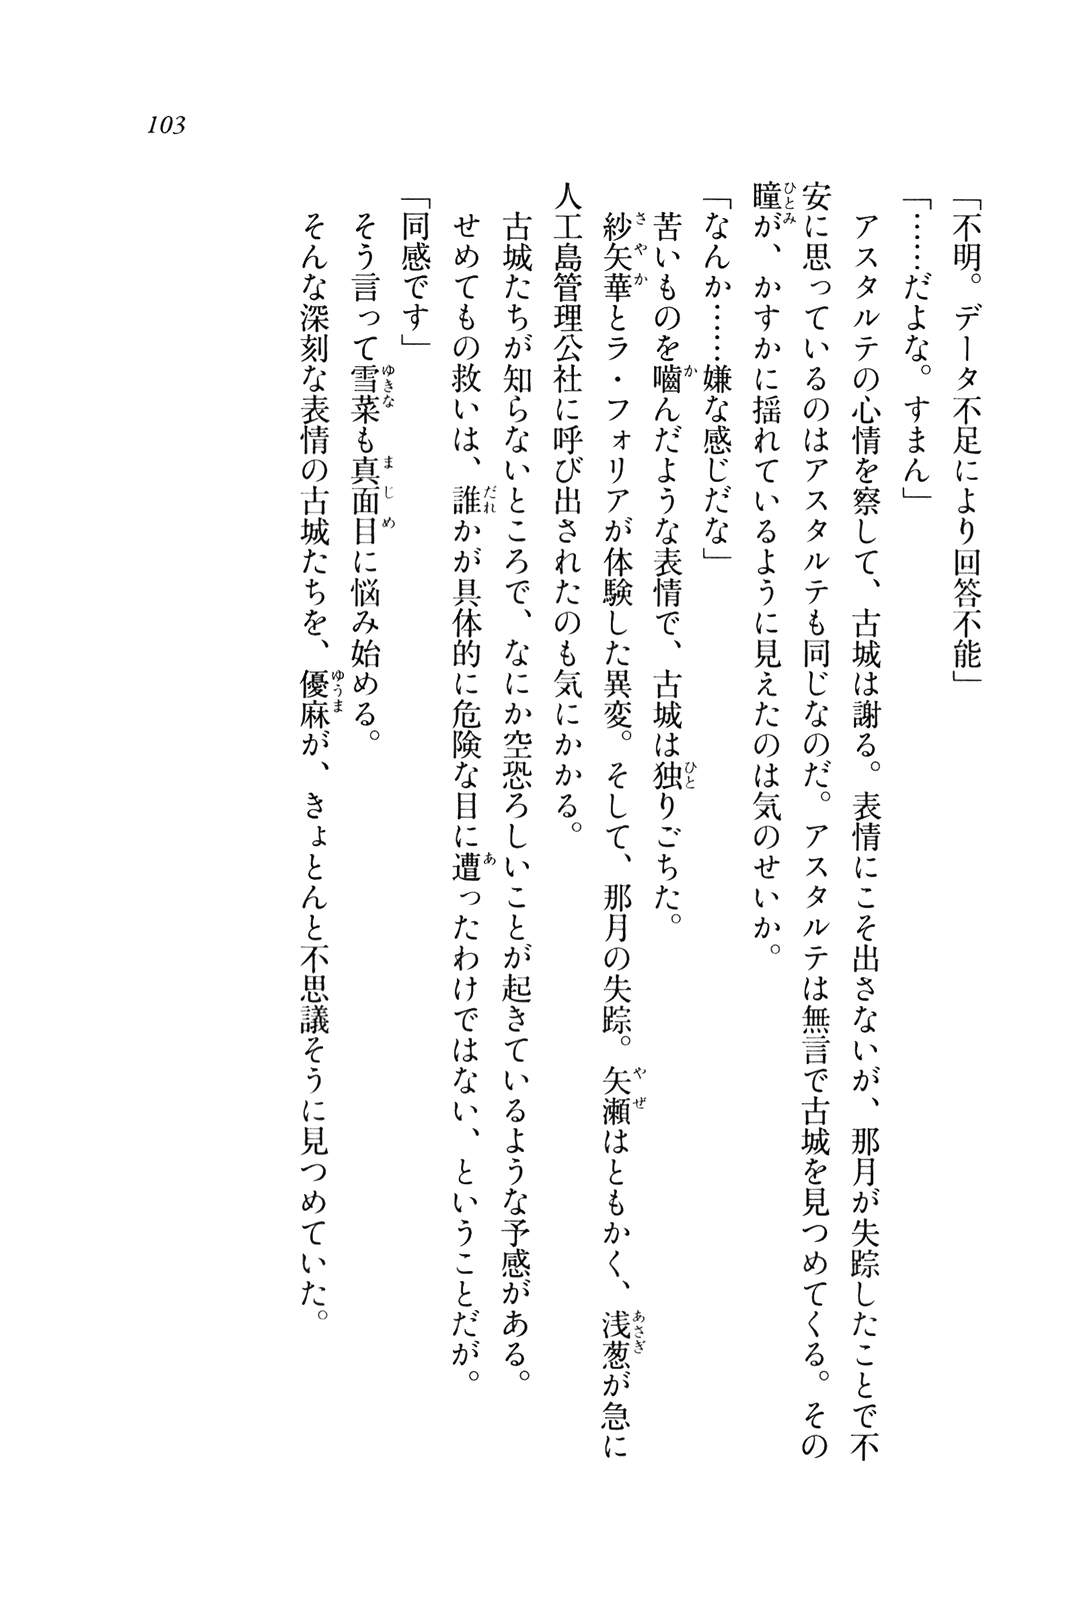 103
「不明。データ不足により回答不能」
「……だよな。すまん」
アスタルテの心情を察して、古城は謝る。表情にこそ出さないが、那月が失踪したことで不
安に思っているのはアスタルテも同じなのだ。アスタルテは無言で古城を見つめてくる。その
瞳が、かすかに揺れているように見えたのは気のせいか。
「なんか……嫌な感じだな」
苦いものを嚙んだような表情で、古城は独りごちた。
紗矢華とラ・フォリアが体験した異変。そして、那月の失踪。矢瀬はともかく、浅葱が急に
人工島管理公社に呼び出されたのも気にかかる。
古城たちが知らないところで、なにか空恐ろしいことが起きているような予感がある。
せめてもの救いは、誰かが具体的に危険な目に遭ったわけではない、ということだが。
「同感です」
そう言って雪菜も真面目に悩み始める。
そんな深刻な表情の古城たちを、優麻が、きょとんと不思議そうに見つめていた。